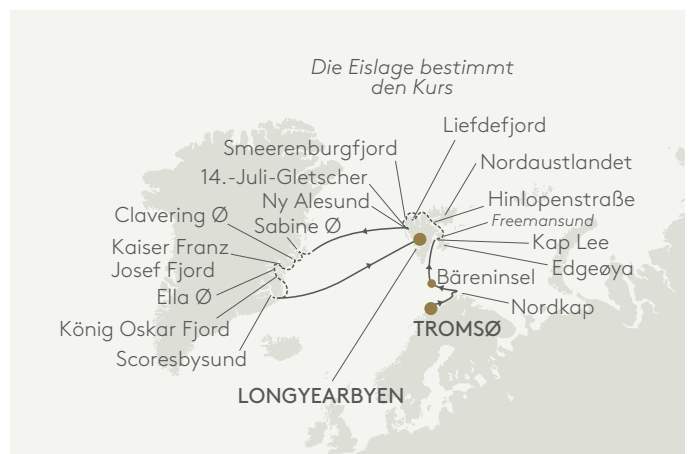 Die Eislage bestimmt
den Kurs
Liefdefjord
Smeerenburgfjord
Nordaustlandet
14.-Juli-Gletscher
Ny Alesund
Hinlopenstraße
Clavering Ø
Freemansund
Sabine Ø
Kap Lee
Kaiser Franz
Josef Fjord
Edgeøya
Bäreninsel
Ella Ø
Nordkap
König Oskar Fjord
TROMSØ
Scoresbysund
LONGYEARBYEN